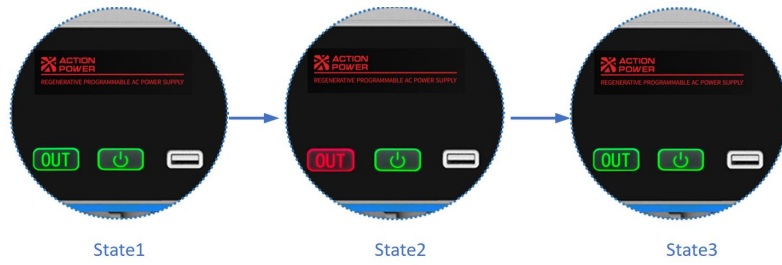 ACTION
POWER
REGENERATIVE PROGRAMMABLE AC POWER SUPPLY
OUT
State1
ACTION
POWER
REGENERATIVE PROGRAMMABLE AC POWER SUPPLY
OUT
State2
ACTION
POWER
REGENERATIVE PROGRAMMABLE AC POWER SUPPLY
OUT
State3